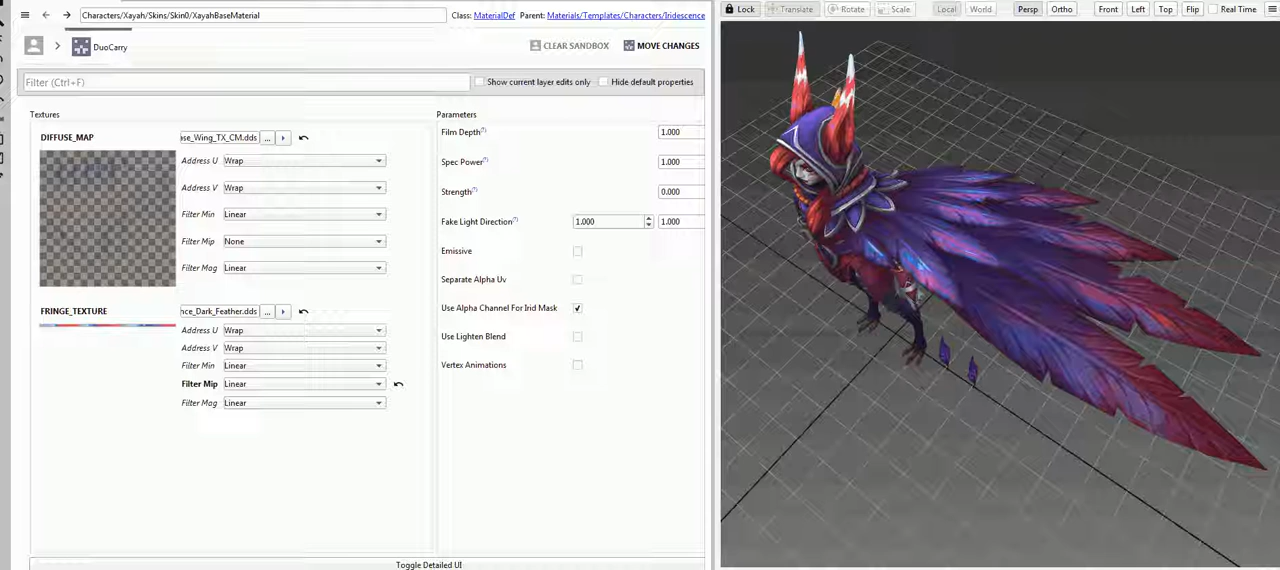 Characters/Xayah/Skins/Skin0/XayahBaseMaterial
Class: MaterialDef Parent: Materials/Templates/Characters/Iridescence
DuoCarry
CLEAR SANDBOX
MOVE CHANGES
Filter (Ctrl+F)
Show current layer edits only
Hide default properties
Textures
DIFFUSE_MAP
se_Wing_TX_CM.dds ...
Address U Wrap
Address V Wrap
Filter Min Linear
Filter Mip None
Filter Mag Linear
FRINGE_TEXTURE
nce_Dark_Feather.dds ...
Address U Wrap
Address V Wrap
Filter Min Linear
Filter Mip Linear
Filter Mag Linear
Parameters
Film Depth(?) 1.000
Spec Power(?) 1.000
Strength(?) 0.000
Fake Light Direction(?) 1.000 1.000
Emissive
Separate Alpha Uv
Use Alpha Channel For Irid Mask
Use Lighten Blend
Vertex Animations
Toggle Detailed UI
Lock
Translate
Rotate
Scale
Local
World
Persp
Ortho
Front
Left
Top
Flip
Real Time